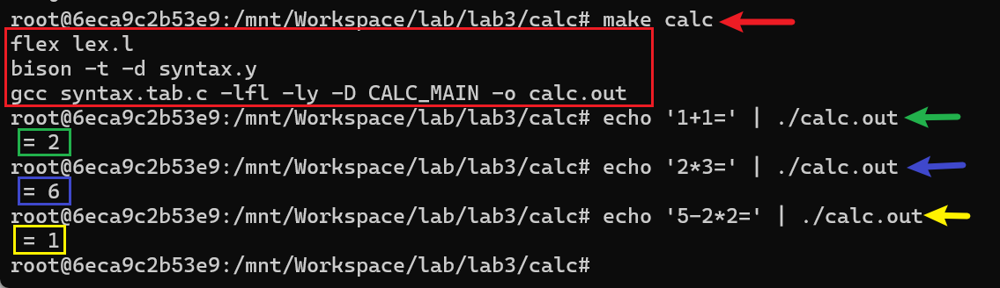 root@6eca9c2b53e9:/mnt/Workspace/lab/lab3/calc# make calc
flex lex.l
bison -t -d syntax.y
gcc syntax.tab.c -lfl -ly -D CALC_MAIN -o calc.out
root@6eca9c2b53e9:/mnt/Workspace/lab/lab3/calc# echo '1+1=' | ./calc.out
= 2
root@6eca9c2b53e9:/mnt/Workspace/lab/lab3/calc# echo '2*3=' | ./calc.out
= 6
root@6eca9c2b53e9:/mnt/Workspace/lab/lab3/calc# echo '5-2*2=' | ./calc.out
= 1
root@6eca9c2b53e9:/mnt/Workspace/lab/lab3/calc#